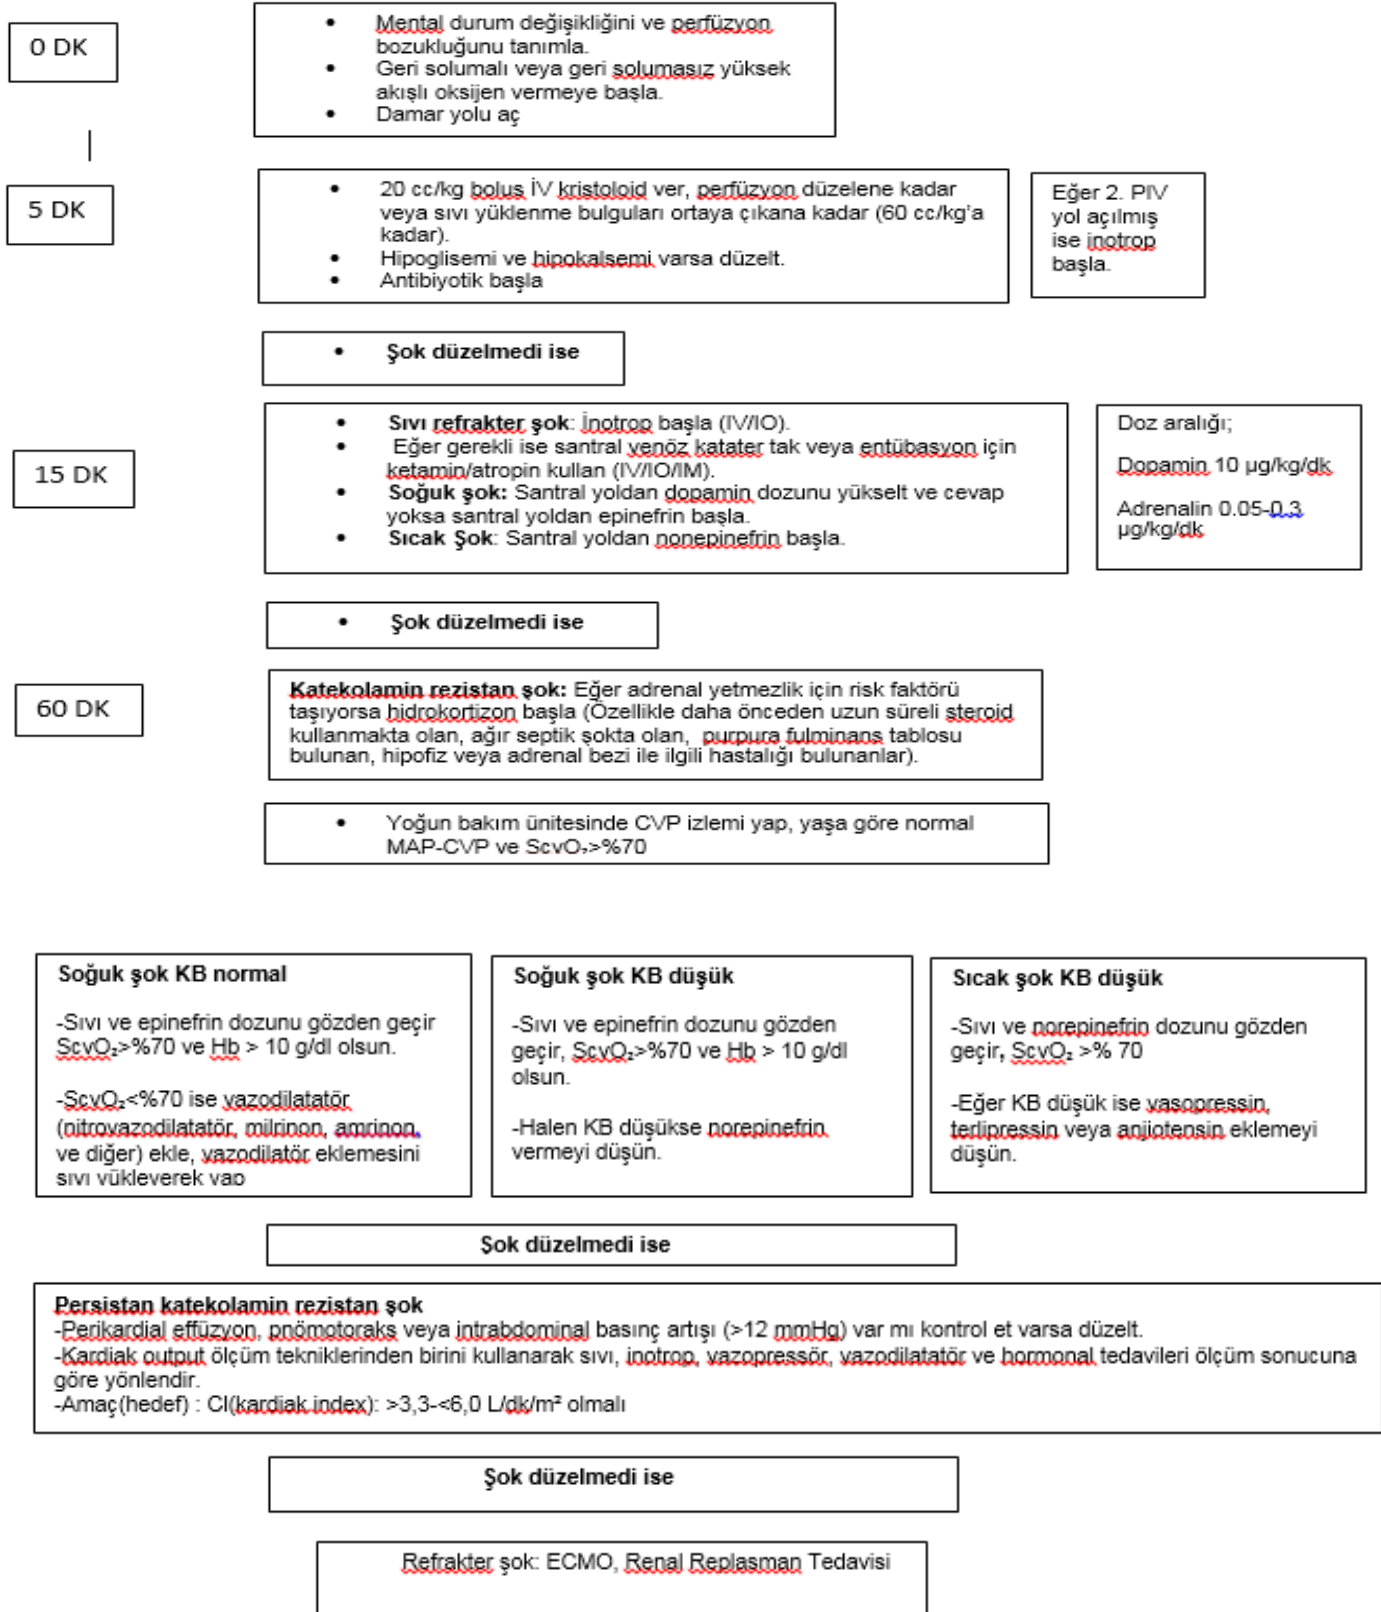 0 DK
• Mental durum değişikliğini ve perfüzyon
bozukluğunu tanımla.
• Geri solumalı veya geri solumasız yüksek
akışlı oksijen vermeye başla.
• Damar yolu aç
5 DK
• 20 cc/kg bolus İV kristoloid ver, perfüzyon düzelene kadar
veya sıvı yüklenme bulguları ortaya çıkana kadar (60 cc/kg'a
kadar).
• Hipoglisemi ve hipokalsemi varsa düzelt.
• Antibiyotik başla
Eğer 2. PIV
yol açılmış
ise inotrop
başla.
• Şok düzelmedi ise
15 DK
• Sıvı refrakter şok: İnotrop başla (IV/IO).
• Eğer gerekli ise santral venöz katater tak veya entübasyon için
ketamin/atropin kullan (IV/IO/IM).
• Soğuk şok: Santral yoldan dopamin dozunu yükselt ve cevap
yoksa santral yoldan epinefrin başla.
• Sıcak Şok: Santral yoldan nonepinefrin başla.
Doz aralığı;
Dopamin 10 µg/kg/dk
Adrenalin 0.05-0.3
µg/kg/dk
• Şok düzelmedi ise
60 DK
Katekolamin rezistan şok: Eğer adrenal yetmezlik için risk faktörü
taşıyorsa hidrokortizon başla (Özellikle daha önceden uzun süreli steroid
kullanmakta olan, ağır septik şokta olan, purpura fulminans tablosu
bulunan, hipofiz veya adrenal bezi ile ilgili hastalığı bulunanlar).
• Yoğun bakım ünitesinde CVP izlemi yap, yaşa göre normal
MAP-CVP ve ScvO₂>%70
Soğuk şok KB normal
-Sıvı ve epinefrin dozunu gözden geçir
ScvO₂>%70 ve Hb > 10 g/dl olsun.
-ScvO₂<%70 ise vazodilatatör
(nitrovazodilatatör, milrinon, amrinon,
ve diğer) ekle, vazodilatör eklemesini
sıvı yükleyerek yap
Soğuk şok KB düşük
-Sıvı ve epinefrin dozunu gözden
geçir, ScvO₂>%70 ve Hb > 10 g/dl
olsun.
-Halen KB düşükse norepinefrin
vermeyi düşün.
Sıcak şok KB düşük
-Sıvı ve norepinefrin dozunu gözden
geçir, ScvO₂ >% 70
-Eğer KB düşük ise vasopressin,
terlipressin veya anjiotensin eklemeyi
düşün.
Şok düzelmedi ise
Persistan katekolamin rezistan şok
-Perikardial effüzyon, pnömotoraks veya intrabdominal basınç artışı (>12 mmHg) var mı kontrol et varsa düzelt.
-Kardiak output ölçüm tekniklerinden birini kullanarak sıvı, inotrop, vazopressör, vazodilatatör ve hormonal tedavileri ölçüm sonucuna
göre yönlendir.
-Amaç(hedef) : CI(kardiak index): >3,3-<6,0 L/dk/m² olmalı
Şok düzelmedi ise
Refrakter şok: ECMO, Renal Replasman Tedavisi